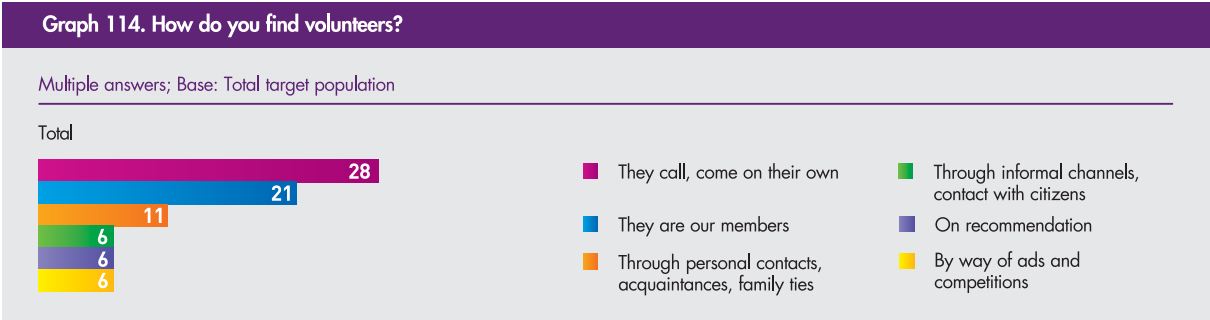 Graph 114. How do you find volunteers?
Multiple answers; Base: Total target population
Total
28
21
11
6
6
6
They call, come on their own
They are our members
Through personal contacts,
acquaintances, family ties
Through informal channels,
contact with citizens
On recommendation
By way of ads and
competitions